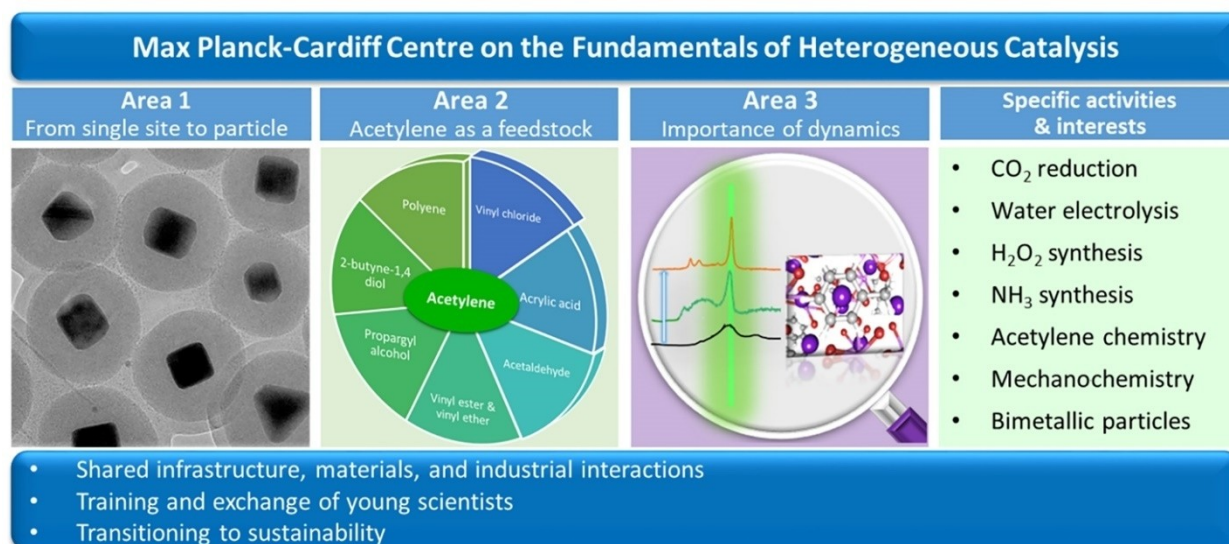 Max Planck-Cardiff Centre on the Fundamentals of Heterogeneous Catalysis
Area 1
From single site to particle
Area 2
Acetylene as a feedstock
Area 3
Importance of dynamics
Specific activities
& interests
Polyene
Vinyl chloride
2-butyne-1,4
diol
Acetylene
Acrylic acid
Propargyl
alcohol
Acetaldehyde
Vinyl ester &
vinyl ether
• CO₂ reduction
• Water electrolysis
• H₂O₂ synthesis
• NH₃ synthesis
• Acetylene chemistry
• Mechanochemistry
• Bimetallic particles
• Shared infrastructure, materials, and industrial interactions
• Training and exchange of young scientists
• Transitioning to sustainability